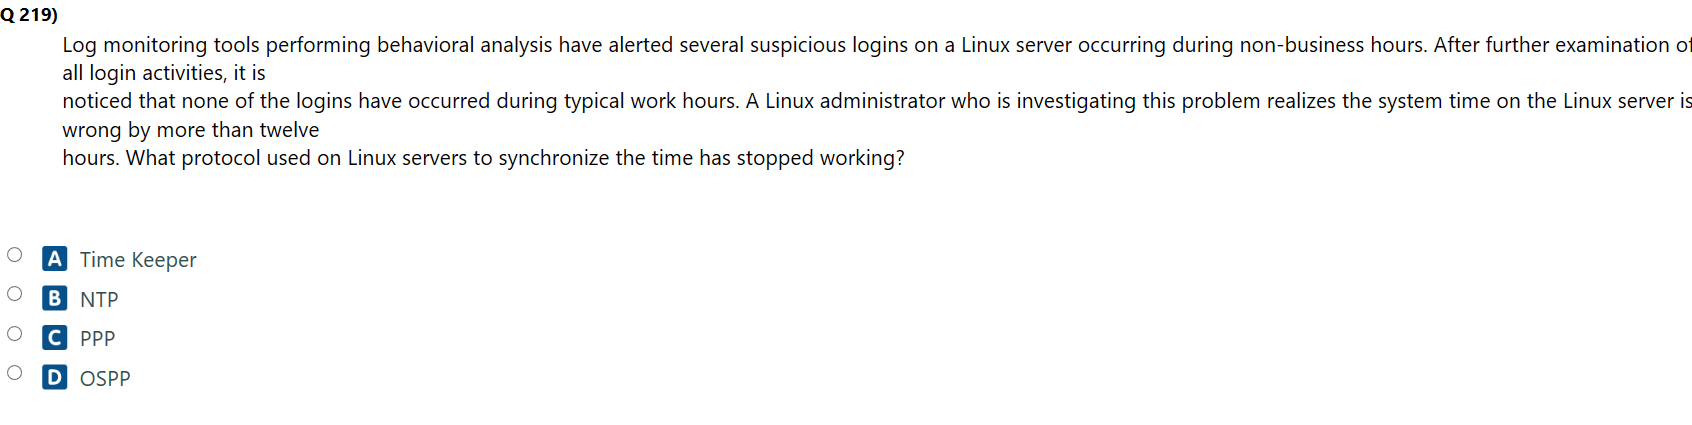 Q 219)
Log monitoring tools performing behavioral analysis have alerted several suspicious logins on a Linux server occurring during non-business hours. After further examination of
all login activities, it is
noticed that none of the logins have occurred during typical work hours. A Linux administrator who is investigating this problem realizes the system time on the Linux server is
wrong by more than twelve
hours. What protocol used on Linux servers to synchronize the time has stopped working?
A Time Keeper
B NTP
C PPP
D OSPP